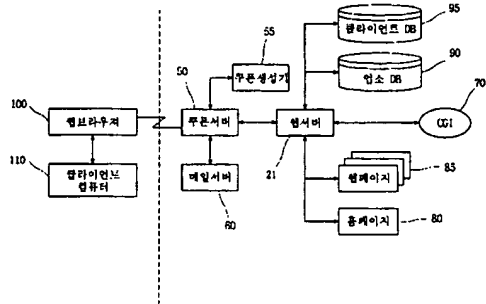 95
클라이언트 DB
55
90
쿠폰생성기
업소 DB
50
70
100
웹브라우져
쿠폰서버
웹서버
CGI
110
클라이언트
컴퓨터
메일서버
21
웹페이지
85
60
홈페이지
80